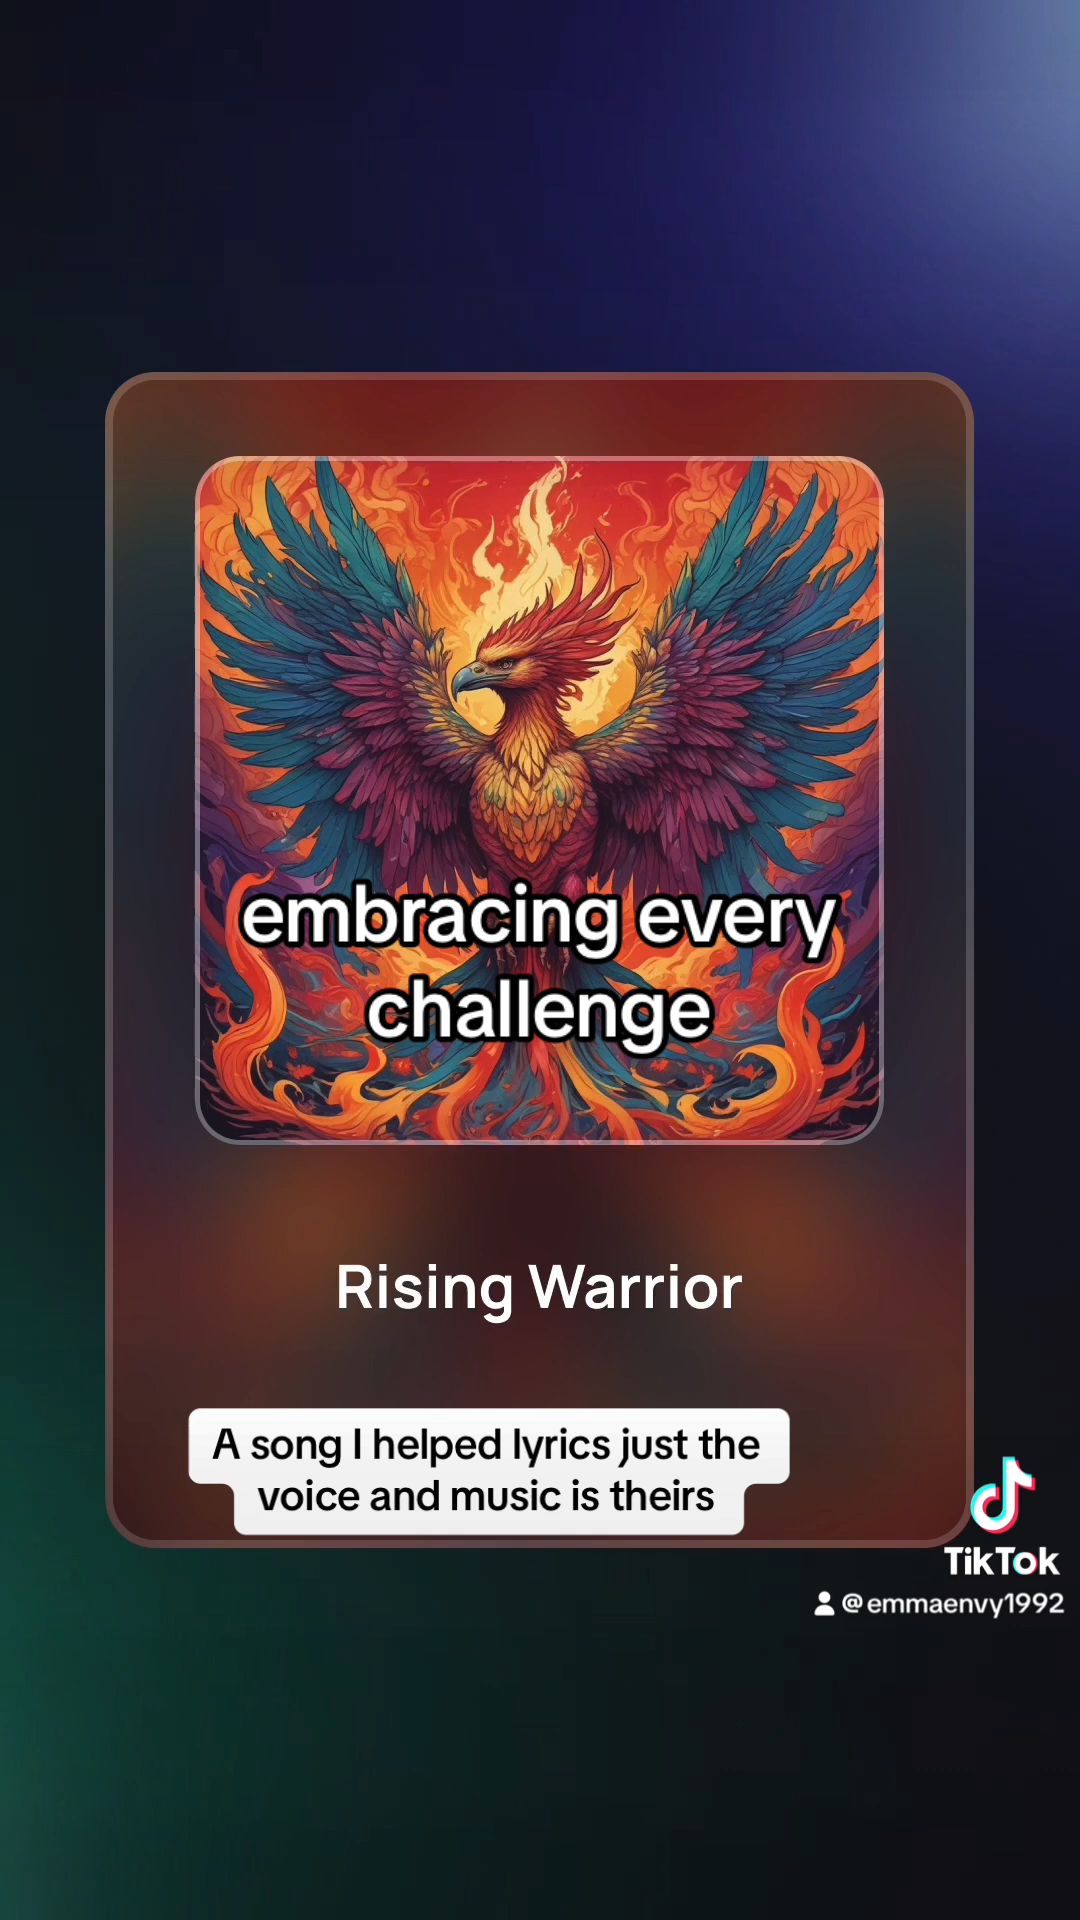 embracing every
challenge
Rising Warrior
A song I helped lyrics just the
voice and music is theirs
TikTok
@emmaenvy1992